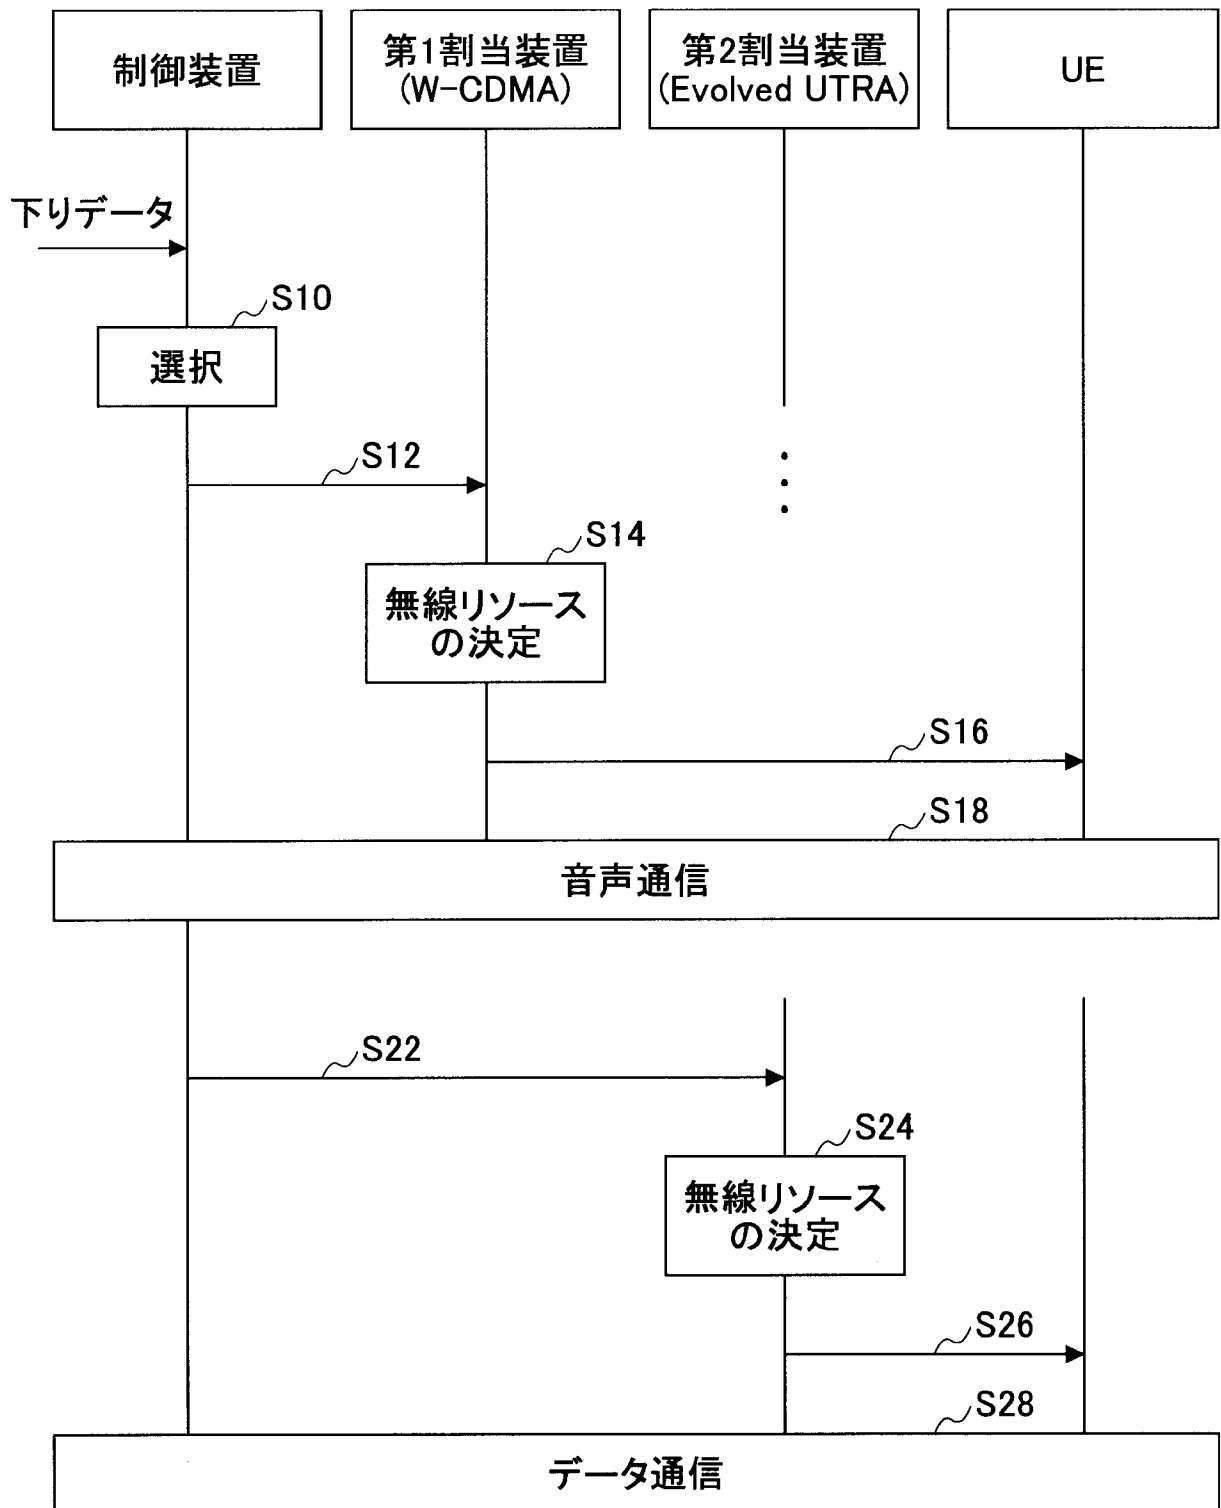 制御装置
第1割当装置
(W-CDMA)
第2割当装置
(Evolved UTRA)
UE
下りデータ
S10
選択
S12
S14
無線リソース
の決定
S16
S18
音声通信
S22
S24
無線リソース
の決定
S26
S28
データ通信